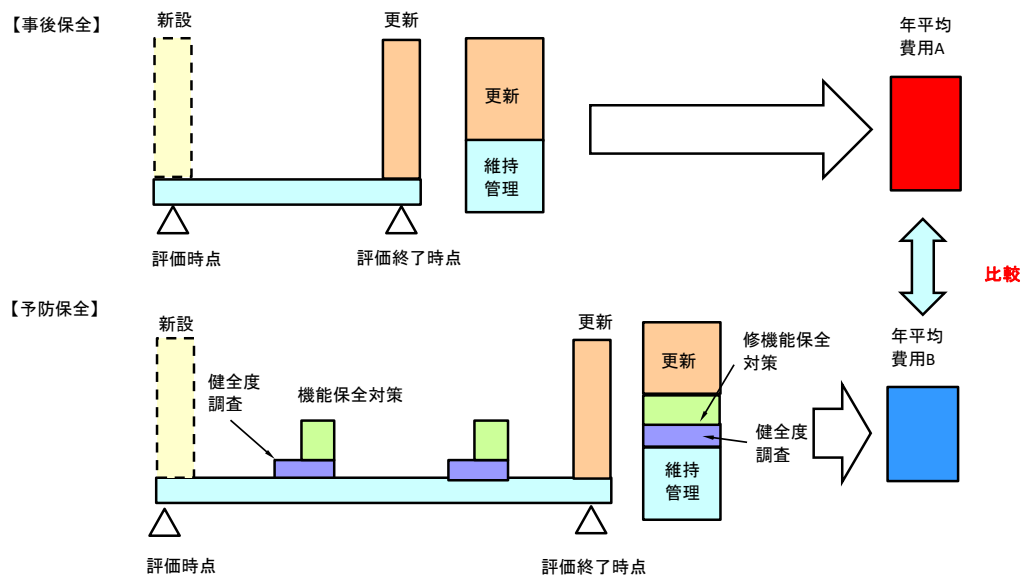 【事後保全】
新設
更新
更新
維持
管理
年平均
費用A
評価時点
評価終了時点
比較
【予防保全】
新設
健全度
調査
機能保全対策
更新
更新
修機能保全
対策
健全度
調査
維持
管理
年平均
費用B
評価時点
評価終了時点